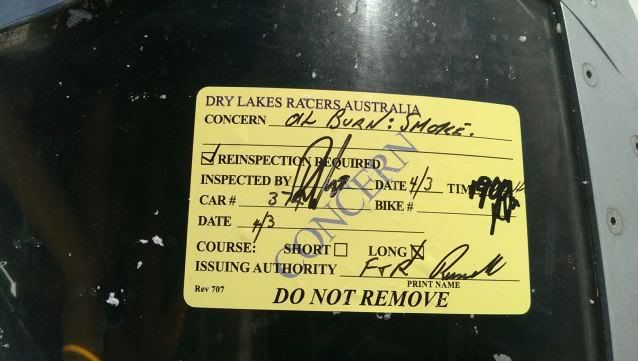 DRY LAKES RACERS AUSTRALIA
CONCERN OIL BURN: SMOKE.
REINSPECTION REQUIRED
INSPECTED BY DATE 4/3 TIME
CAR # 3 BIKE #
DATE 4/3
COURSE: SHORT LONG
ISSUING AUTHORITY
PRINT NAME
Rev 707 DO NOT REMOVE
CONCERN